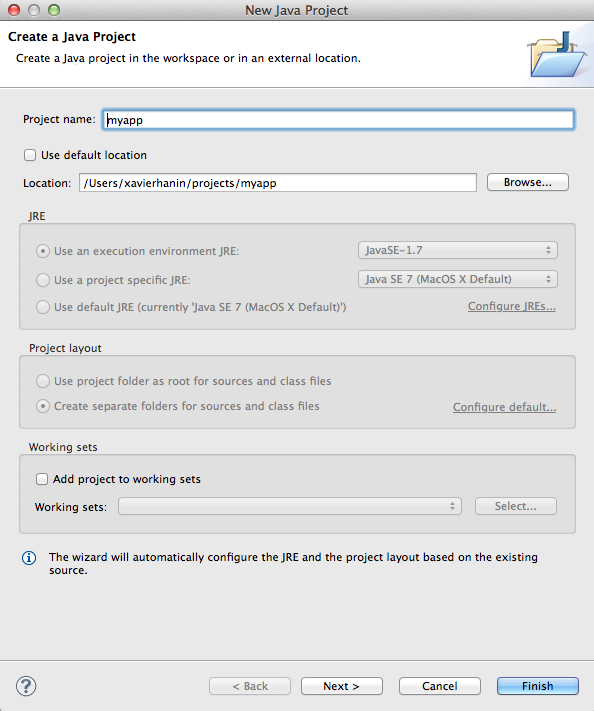 New Java Project
Create a Java Project
Create a Java project in the workspace or in an external location.
Project name: myapp
Use default location
Location: /Users/xavierhanin/projects/myapp Browse...
JRE
Use an execution environment JRE: JavaSE-1.7
Use a project specific JRE: Java SE 7 (MacOS X Default)
Use default JRE (currently 'Java SE 7 (MacOS X Default)') Configure JREs...
Project layout
Use project folder as root for sources and class files
Create separate folders for sources and class files Configure default...
Working sets
Add project to working sets
Working sets: Select...
The wizard will automatically configure the JRE and the project layout based on the existing
source.
? < Back Next > Cancel Finish